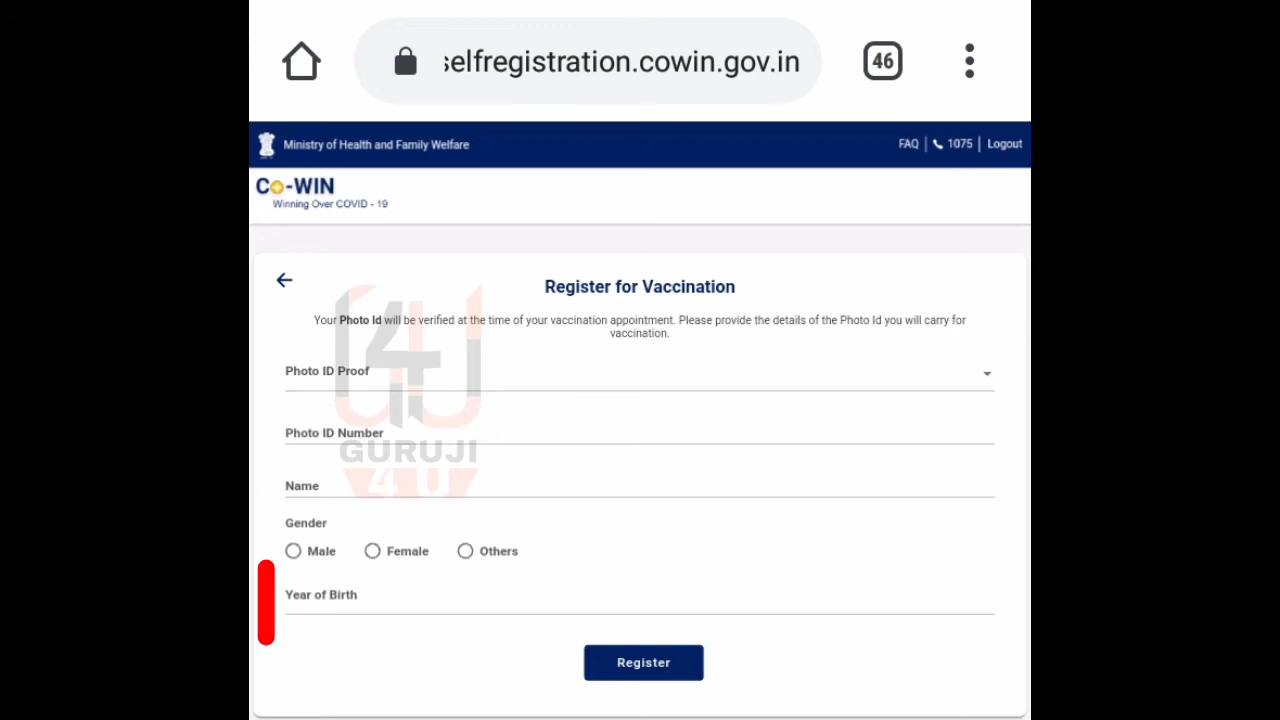 selfregistration.cowin.gov.in
46
Ministry of Health and Family Welfare
FAQ | 1075 | Logout
Co-WIN
Winning Over COVID - 19
Register for Vaccination
Your Photo Id will be verified at the time of your vaccination appointment. Please provide the details of the Photo Id you will carry for
vaccination.
Photo ID Proof
Photo ID Number
Name
Gender
Male Female Others
Year of Birth
Register
U4U
GURUJI
4 U